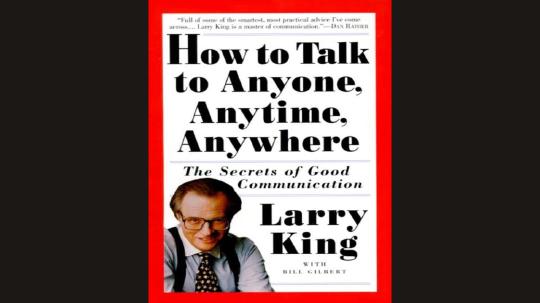 "Full of some of the smartest, most practical advice I've come
across.... Larry King is a master of communication."—DAN RATHER
How to Talk
to Anyone,
Anytime,
Anywhere
The Secrets of Good
Communication
Larry
King
WITH
BILL GILBERT